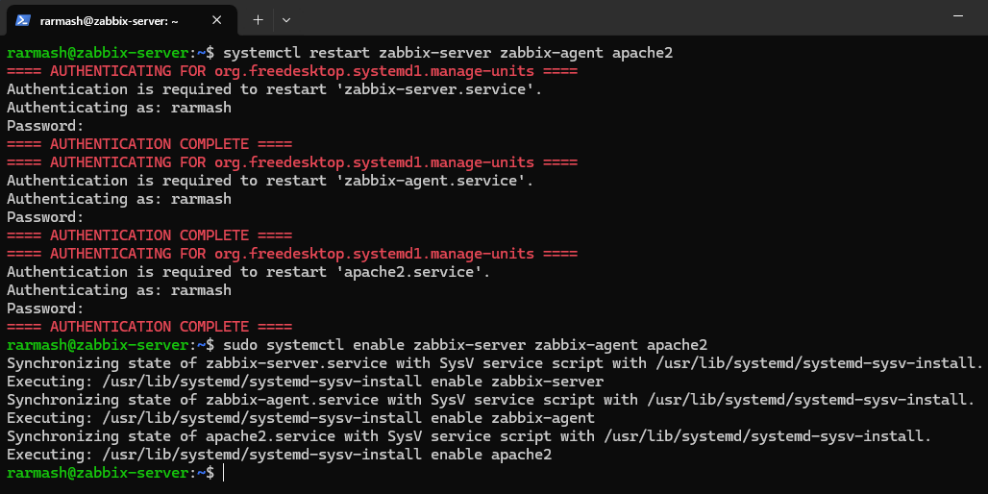 rarmash@zabbix-server: ~
rarmash@zabbix-server:~$ systemctl restart zabbix-server zabbix-agent apache2
==== AUTHENTICATING FOR org.freedesktop.systemd1.manage-units ====
Authentication is required to restart 'zabbix-server.service'.
Authenticating as: rarmash
Password:
==== AUTHENTICATION COMPLETE ====
==== AUTHENTICATING FOR org.freedesktop.systemd1.manage-units ====
Authentication is required to restart 'zabbix-agent.service'.
Authenticating as: rarmash
Password:
==== AUTHENTICATION COMPLETE ====
==== AUTHENTICATING FOR org.freedesktop.systemd1.manage-units ====
Authentication is required to restart 'apache2.service'.
Authenticating as: rarmash
Password:
==== AUTHENTICATION COMPLETE ====
rarmash@zabbix-server:~$ sudo systemctl enable zabbix-server zabbix-agent apache2
Synchronizing state of zabbix-server.service with SysV service script with /usr/lib/systemd/systemd-sysv-install.
Executing: /usr/lib/systemd/systemd-sysv-install enable zabbix-server
Synchronizing state of zabbix-agent.service with SysV service script with /usr/lib/systemd/systemd-sysv-install.
Executing: /usr/lib/systemd/systemd-sysv-install enable zabbix-agent
Synchronizing state of apache2.service with SysV service script with /usr/lib/systemd/systemd-sysv-install.
Executing: /usr/lib/systemd/systemd-sysv-install enable apache2
rarmash@zabbix-server:~$